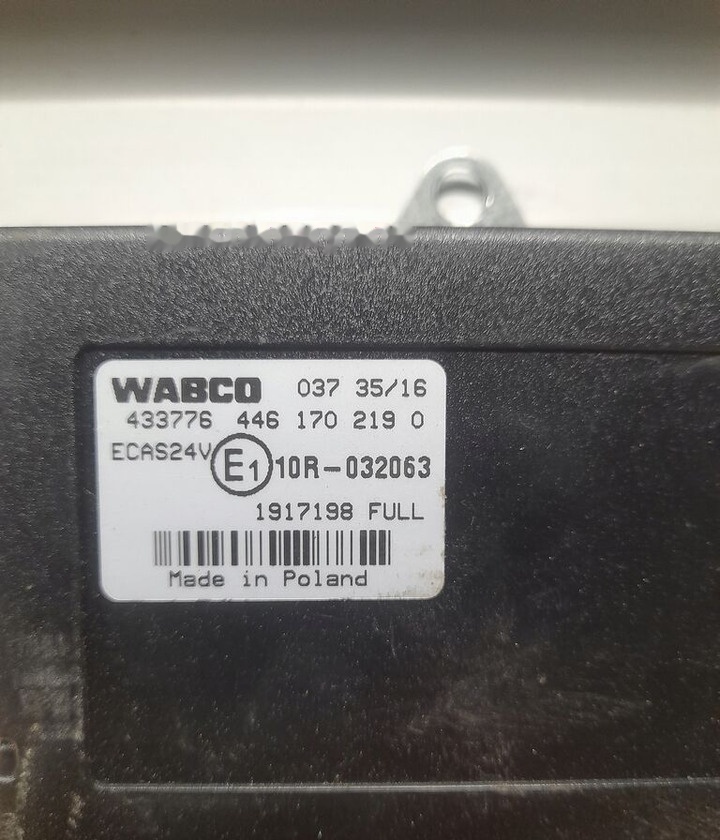 WABCO 037 35/16
433776 446 170 219 0
ECAS24V E1 10R-032063
1917198 FULL
Made in Poland